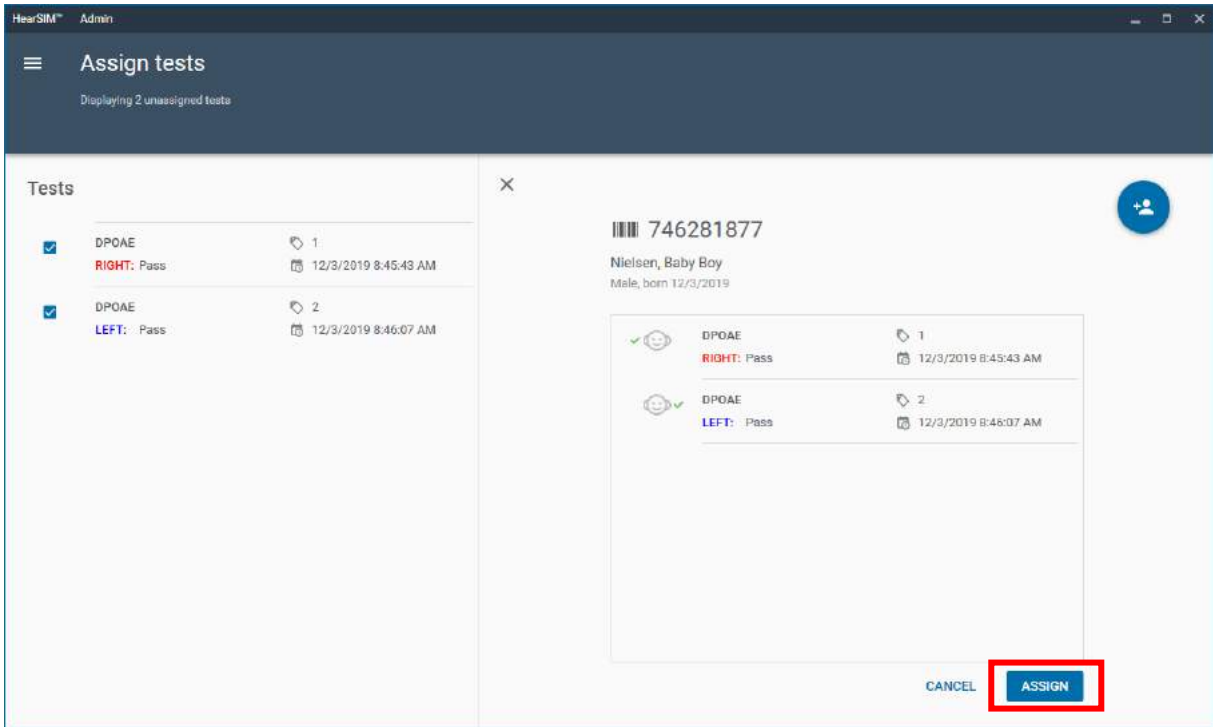 HearSIM™ Admin
Assign tests
Displaying 2 unassigned tests
Tests
DPOAE 1
RIGHT: Pass 12/3/2019 8:45:43 AM
DPOAE 2
LEFT: Pass 12/3/2019 8:46:07 AM
746281877
Nielsen, Baby Boy
Male, born 12/3/2019
DPOAE 1
RIGHT: Pass 12/3/2019 8:45:43 AM
DPOAE 2
LEFT: Pass 12/3/2019 8:46:07 AM
CANCEL ASSIGN